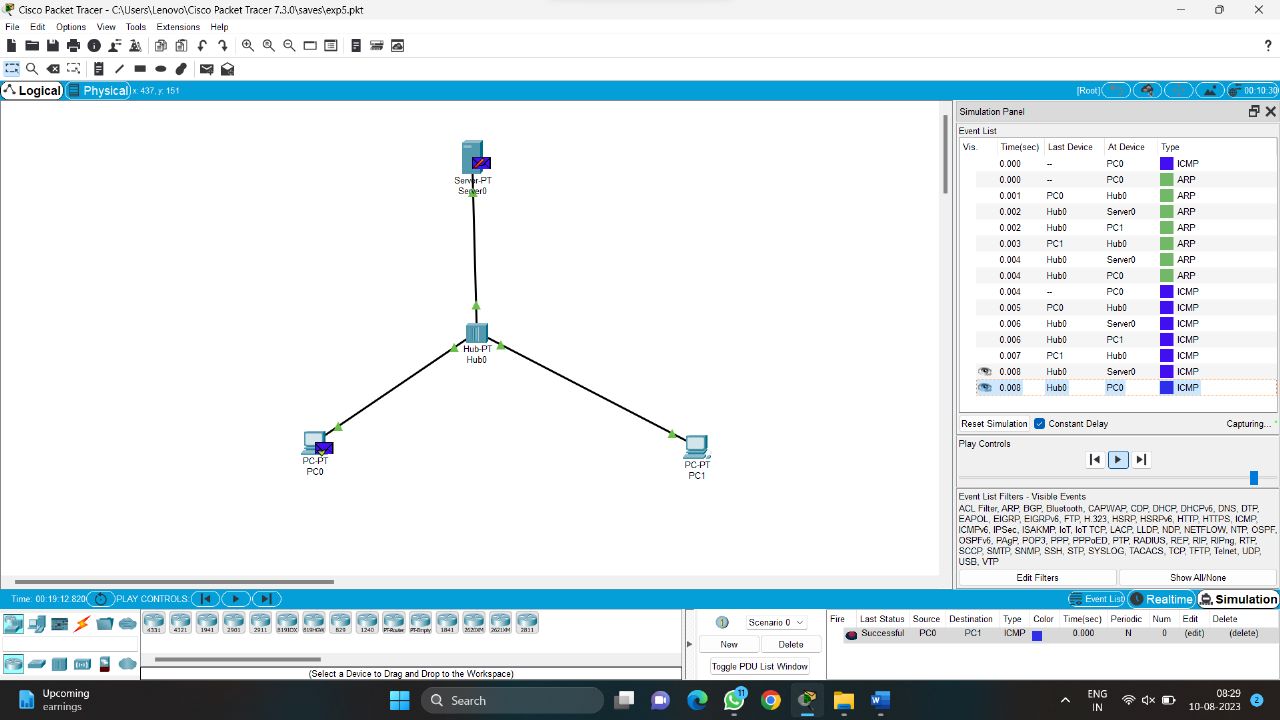 Cisco Packet Tracer - C:\Users\Lenovo\Cisco Packet Tracer 7.3.0\saves\exp5.pkt
File Edit Options View Tools Extensions Help
?
Logical Physical x: 437, y: 151 [Root] 00:10:30
Simulation Panel
Event List
Vis. Time(sec) Last Device At Device Type
0.000 -- PC0 ICMP
0.000 -- PC0 ARP
0.001 PC0 Hub0 ARP
0.002 Hub0 Server0 ARP
0.002 Hub0 PC1 ARP
0.003 PC1 Hub0 ARP
0.004 Hub0 Server0 ARP
0.004 Hub0 PC0 ARP
0.004 -- PC0 ICMP
0.005 PC0 Hub0 ICMP
0.006 Hub0 Server0 ICMP
0.006 Hub0 PC1 ICMP
0.007 PC1 Hub0 ICMP
0.008 Hub0 Server0 ICMP
0.008 Hub0 PC0 ICMP
Server-PT
Server0
Hub-PT
Hub0
PC-PT
PC0
PC-PT
PC1
Reset Simulation Constant Delay Capturing...
Play Controls
Event List Filters - Visible Events
ACL Filter, ARP, BGP, Bluetooth, CAPWAP, CDP, DHCP, DHCPv6, DNS, DTP,
EAPOL, EIGRP, EIGRPv6, FTP, H.323, HSRP, HSRPv6, HTTP, HTTPS, ICMP,
ICMPv6, IPSec, ISAKMP, IoT, IoT TCP, LACP, LLDP, NDP, NETFLOW, NTP, OSPF,
OSPFv6, PAgP, POP3, PPP, PPPoED, PTP, RADIUS, REP, RIP, RIPng, RTP,
SCCP, SMTP, SNMP, SSH, STP, SYSLOG, TACACS, TCP, TFTP, Telnet, UDP,
USB, VTP
Edit Filters Show All/None
Time: 00:19:12.820 PLAY CONTROLS: Event List Realtime Simulation
4331 4321 1941 2901 2911 819IOX 819HGW 829 1240 PT-Router PT-Empty 1841 2620XM 2621XM 2811
(Select a Device to Drag and Drop to the Workspace)
Scenario 0
New Delete
Toggle PDU List Window
Fire Last Status Source Destination Type Color Time(sec) Periodic Num Edit Delete
Successful PC0 PC1 ICMP 0.000 N 0 (edit) (delete)
Upcoming
earnings
Search
11
ENG
IN
08:29
10-08-2023
2